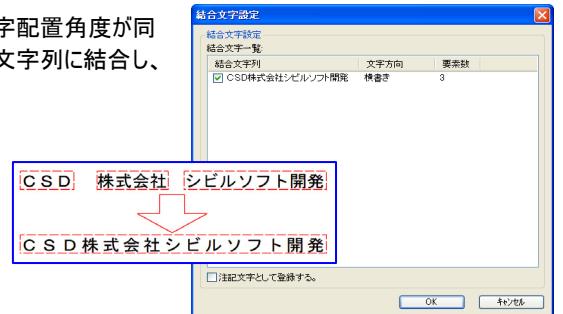 字配置角度が同
文字列に結合し、
結合文字設定
結合文字設定
結合文字一覧:
結合文字列 文字方向 要素数
CSD株式会社シビルソフト開発 横書き 3
ＣＳＤ 株式会社 シビルソフト開発
ＣＳＤ株式会社シビルソフト開発
注記文字として登録する。
OK キャンセル